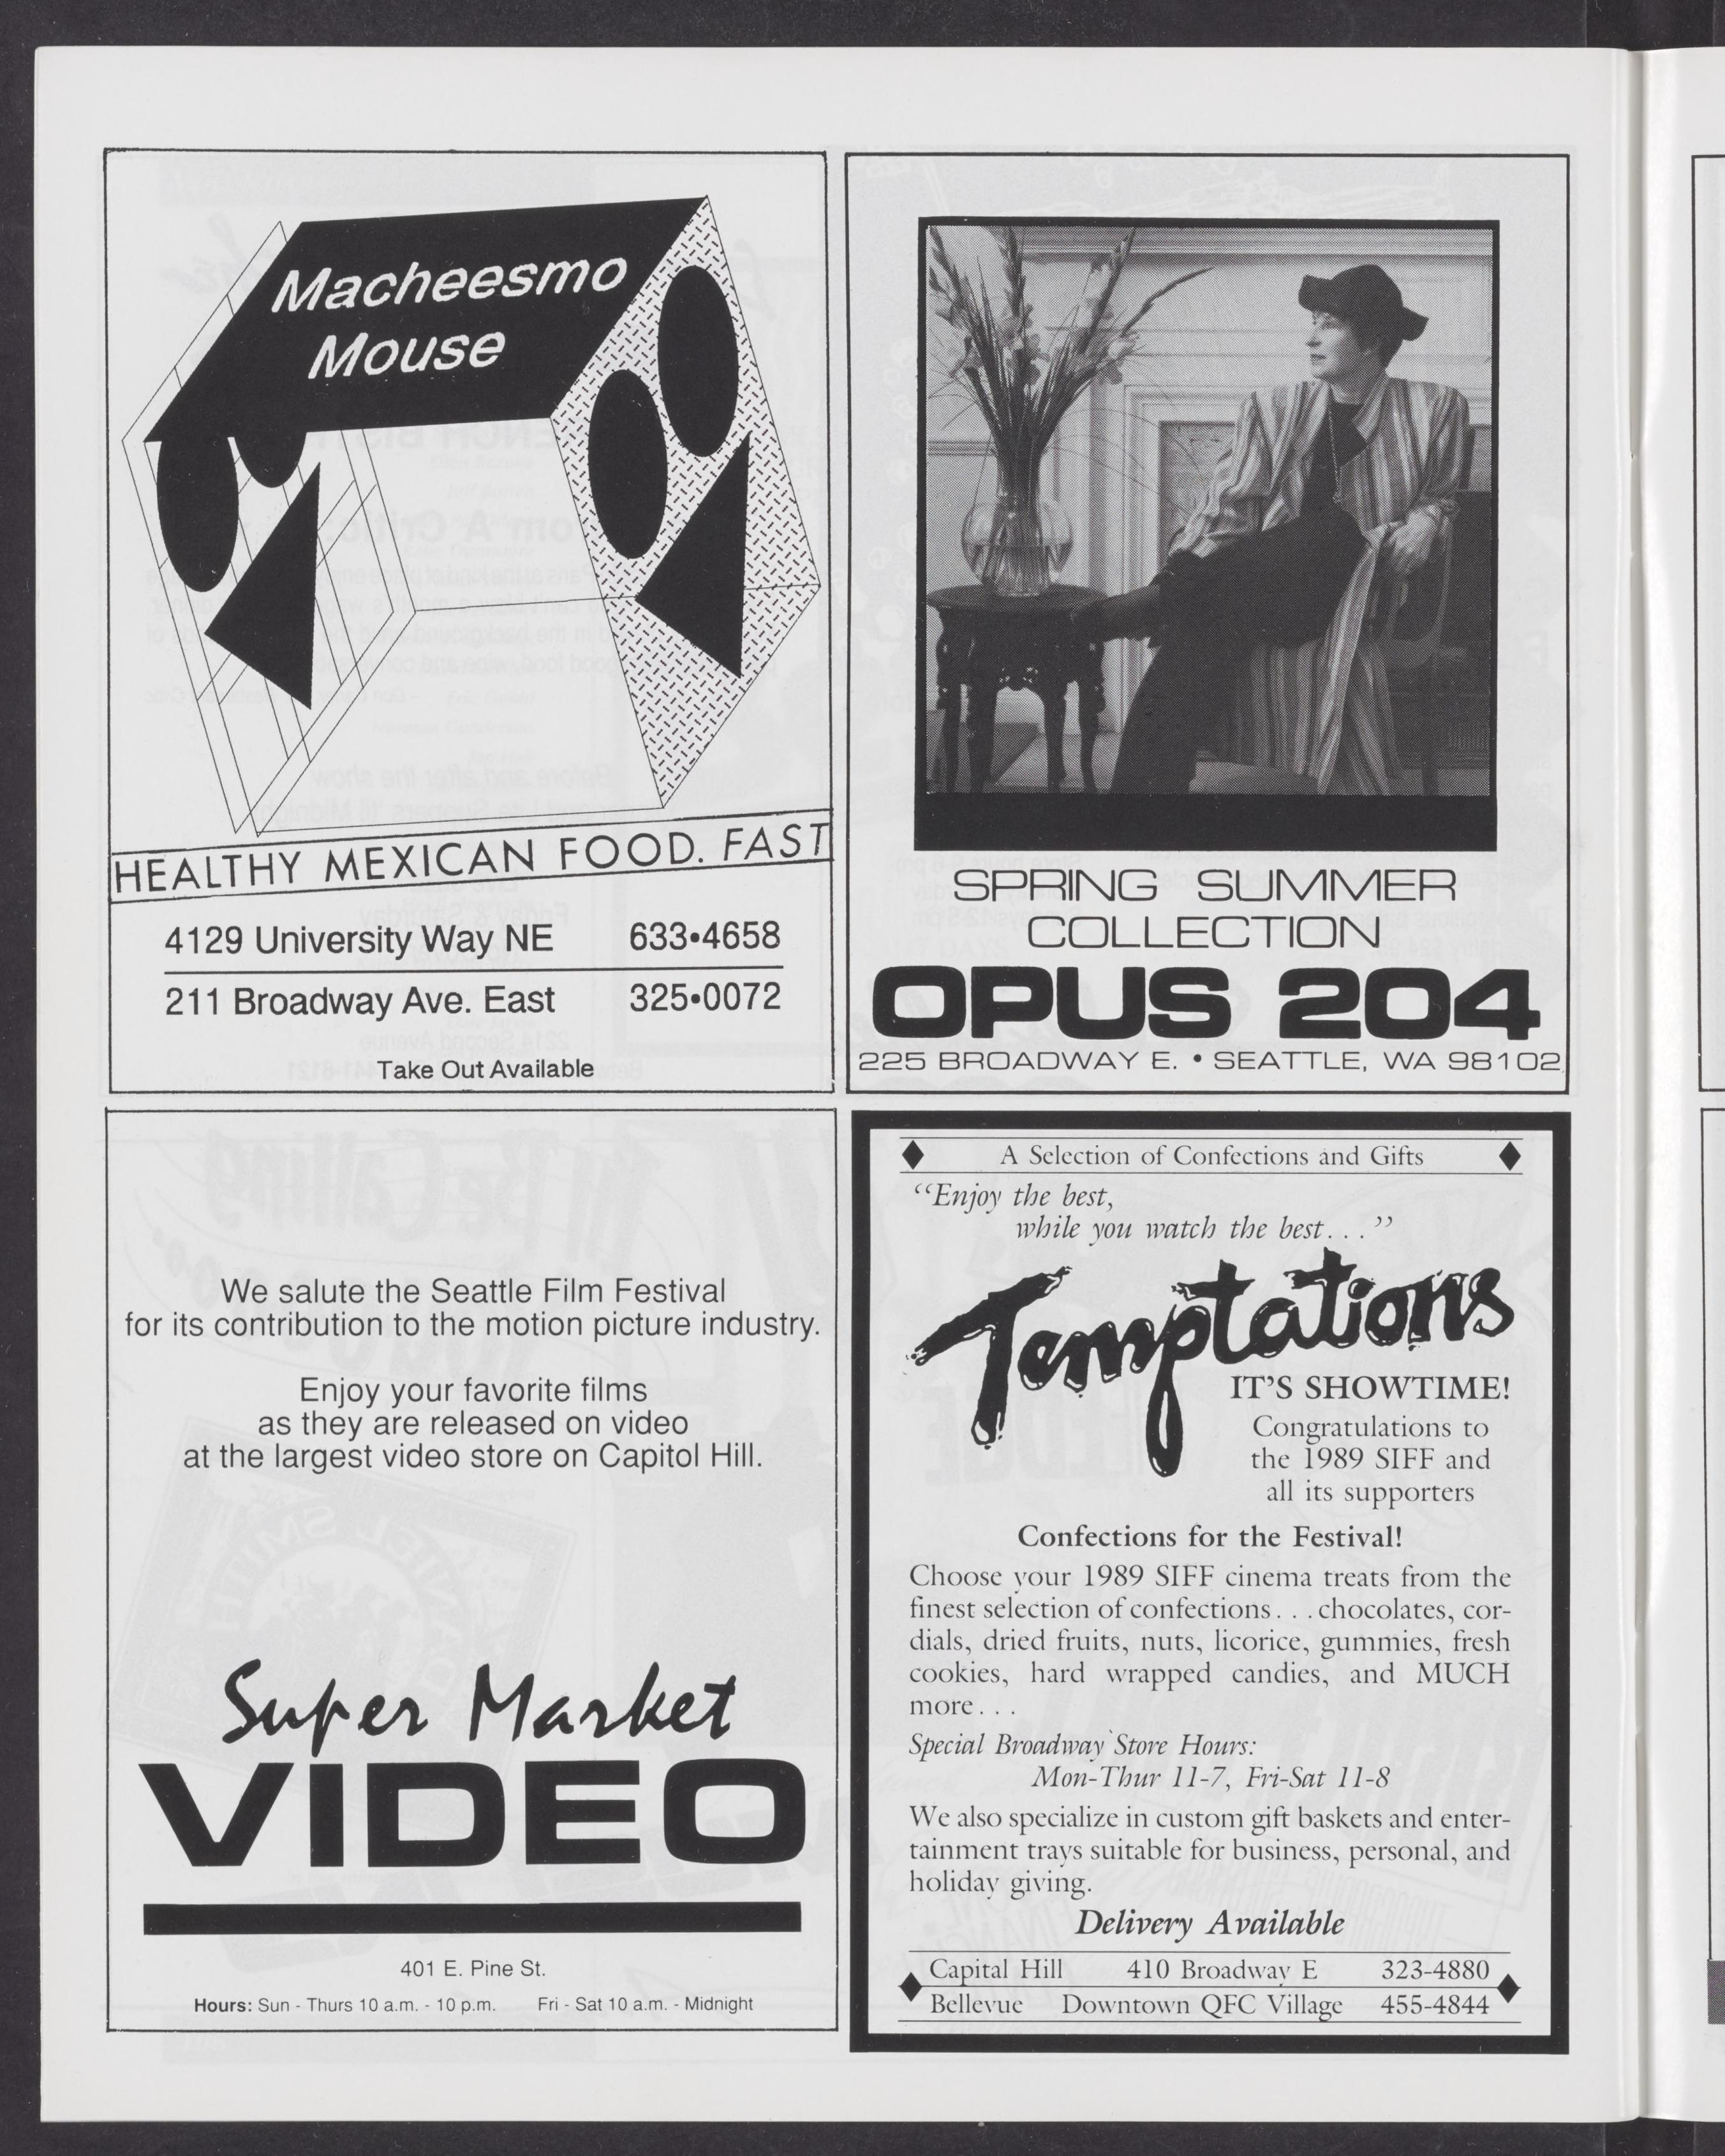 Macheesmo
Mouse
HEALTHY MEXICAN FOOD. FAST
4129 University Way NE 633•4658
211 Broadway Ave. East 325•0072
Take Out Available
SPRING SUMMER
COLLECTION
OPUS 204
225 BROADWAY E. • SEATTLE, WA 98102
We salute the Seattle Film Festival
for its contribution to the motion picture industry.
Enjoy your favorite films
as they are released on video
at the largest video store on Capitol Hill.
Super Market
VIDEO
401 E. Pine St.
Hours: Sun - Thurs 10 a.m. - 10 p.m. Fri - Sat 10 a.m. - Midnight
A Selection of Confections and Gifts
“Enjoy the best,
while you watch the best. . .”
Temptations
IT'S SHOWTIME!
Congratulations to
the 1989 SIFF and
all its supporters
Confections for the Festival!
Choose your 1989 SIFF cinema treats from the
finest selection of confections. . . chocolates, cor-
dials, dried fruits, nuts, licorice, gummies, fresh
cookies, hard wrapped candies, and MUCH
more. . .
Special Broadway Store Hours:
Mon-Thur 11-7, Fri-Sat 11-8
We also specialize in custom gift baskets and enter-
tainment trays suitable for business, personal, and
holiday giving.
Delivery Available
Capital Hill 410 Broadway E 323-4880
Bellevue Downtown QFC Village 455-4844